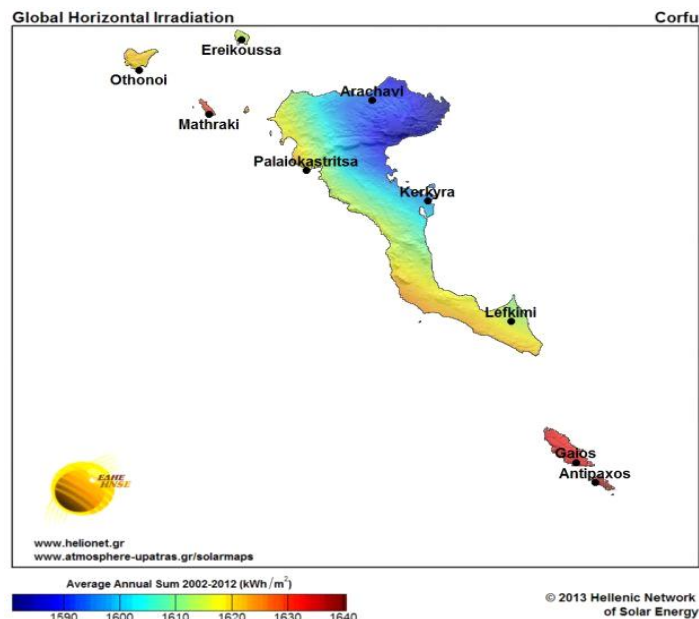 Global Horizontal Irradiation Corfu
Ereikoussa
Othonoi
Arachavi
Mathraki
Palaiokastritsa
Kerkyra
Lefkimi
Gaios
Antipaxos
ΕΔΗΕ
HNSE
www.helionet.gr
www.atmosphere-upatras.gr/solarmaps
Average Annual Sum 2002-2012 (kWh/m²)
1590 1600 1610 1620 1630 1640
© 2013 Hellenic Network
of Solar Energy